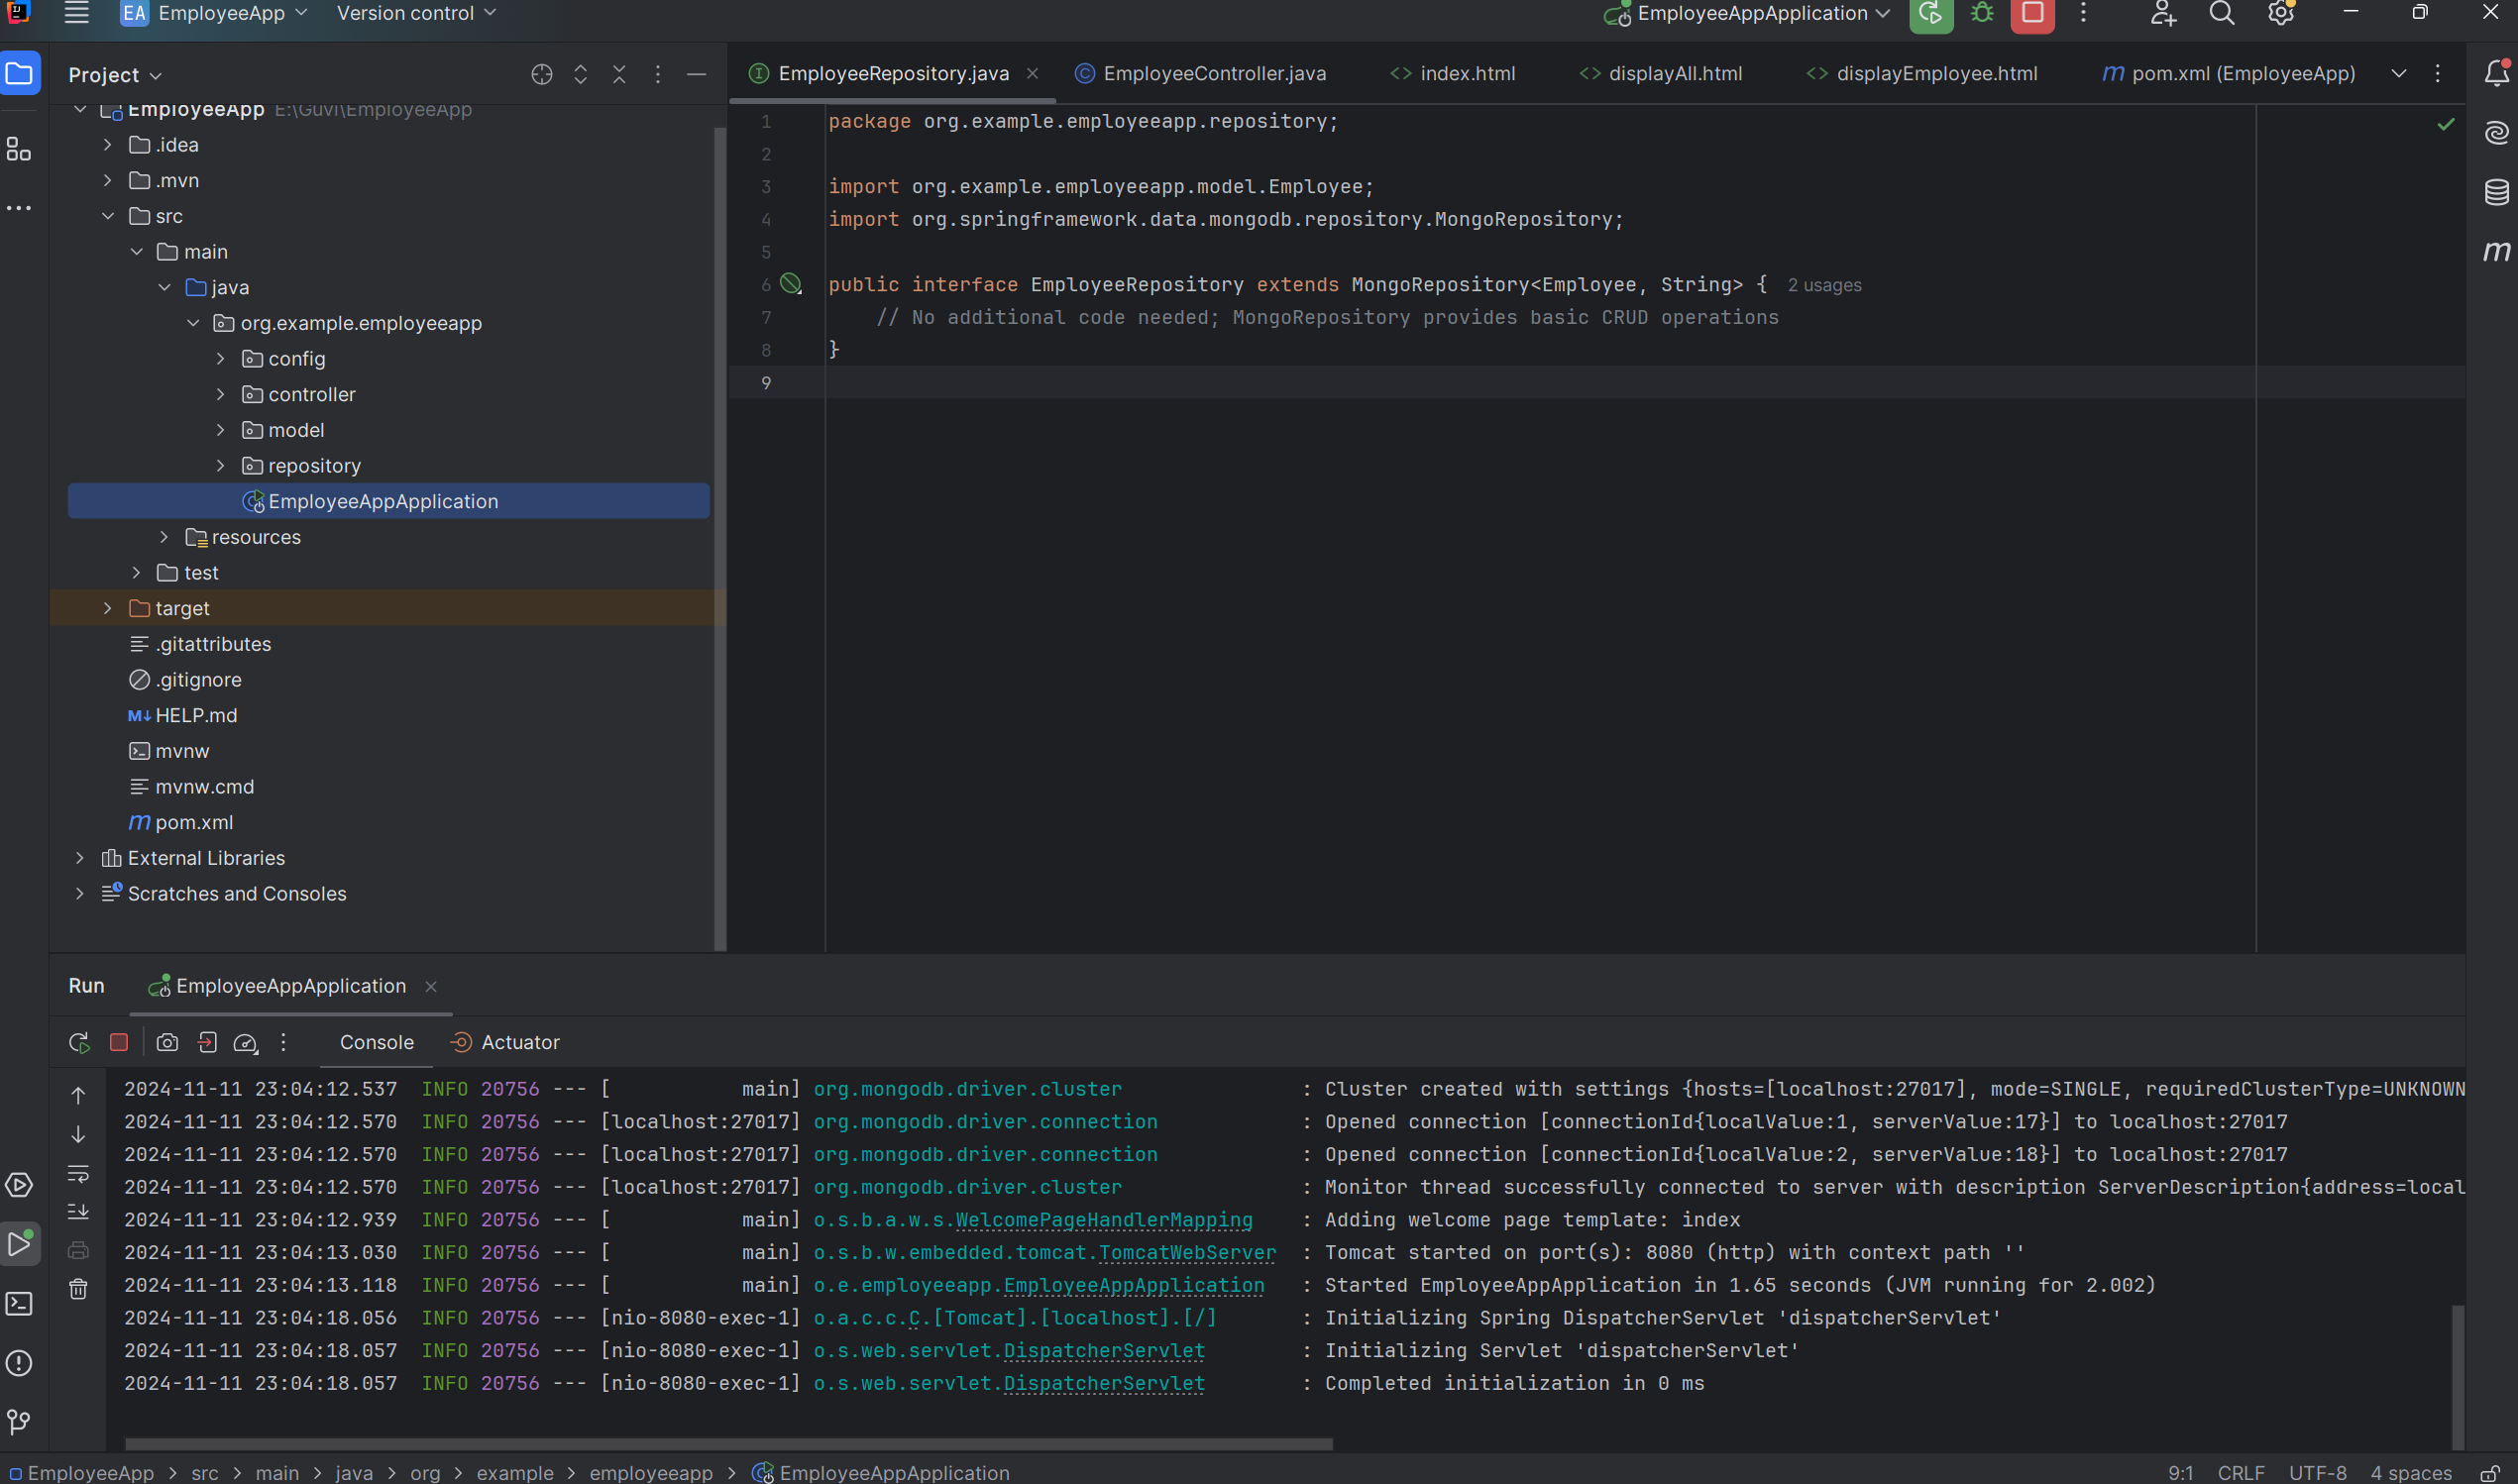 EA EmployeeApp Version control EmployeeAppApplication
Project
EmployeeApp E:\Guvi\EmployeeApp
.idea
.mvn
src
main
java
org.example.employeeapp
config
controller
model
repository
EmployeeAppApplication
resources
test
target
.gitattributes
.gitignore
M↓ HELP.md
mvnw
mvnw.cmd
m pom.xml
External Libraries
Scratches and Consoles
EmployeeRepository.java EmployeeController.java <> index.html <> displayAll.html <> displayEmployee.html m pom.xml (EmployeeApp)
1 package org.example.employeeapp.repository;
2
3 import org.example.employeeapp.model.Employee;
4 import org.springframework.data.mongodb.repository.MongoRepository;
5
6 public interface EmployeeRepository extends MongoRepository<Employee, String> { 2 usages
7 // No additional code needed; MongoRepository provides basic CRUD operations
8 }
9
Run EmployeeAppApplication
Console Actuator
2024-11-11 23:04:12.537 INFO 20756 --- [ main] org.mongodb.driver.cluster : Cluster created with settings {hosts=[localhost:27017], mode=SINGLE, requiredClusterType=UNKNOWN
2024-11-11 23:04:12.570 INFO 20756 --- [localhost:27017] org.mongodb.driver.connection : Opened connection [connectionId{localValue:1, serverValue:17}] to localhost:27017
2024-11-11 23:04:12.570 INFO 20756 --- [localhost:27017] org.mongodb.driver.connection : Opened connection [connectionId{localValue:2, serverValue:18}] to localhost:27017
2024-11-11 23:04:12.570 INFO 20756 --- [localhost:27017] org.mongodb.driver.cluster : Monitor thread successfully connected to server with description ServerDescription{address=local
2024-11-11 23:04:12.939 INFO 20756 --- [ main] o.s.b.a.w.s.WelcomePageHandlerMapping : Adding welcome page template: index
2024-11-11 23:04:13.030 INFO 20756 --- [ main] o.s.b.w.embedded.tomcat.TomcatWebServer : Tomcat started on port(s): 8080 (http) with context path ''
2024-11-11 23:04:13.118 INFO 20756 --- [ main] o.e.employeeapp.EmployeeAppApplication : Started EmployeeAppApplication in 1.65 seconds (JVM running for 2.002)
2024-11-11 23:04:18.056 INFO 20756 --- [nio-8080-exec-1] o.a.c.c.C.[Tomcat].[localhost].[/] : Initializing Spring DispatcherServlet 'dispatcherServlet'
2024-11-11 23:04:18.057 INFO 20756 --- [nio-8080-exec-1] o.s.web.servlet.DispatcherServlet : Initializing Servlet 'dispatcherServlet'
2024-11-11 23:04:18.057 INFO 20756 --- [nio-8080-exec-1] o.s.web.servlet.DispatcherServlet : Completed initialization in 0 ms
EmployeeApp > src > main > java > org > example > employeeapp > EmployeeAppApplication 9:1 CRLF UTF-8 4 spaces